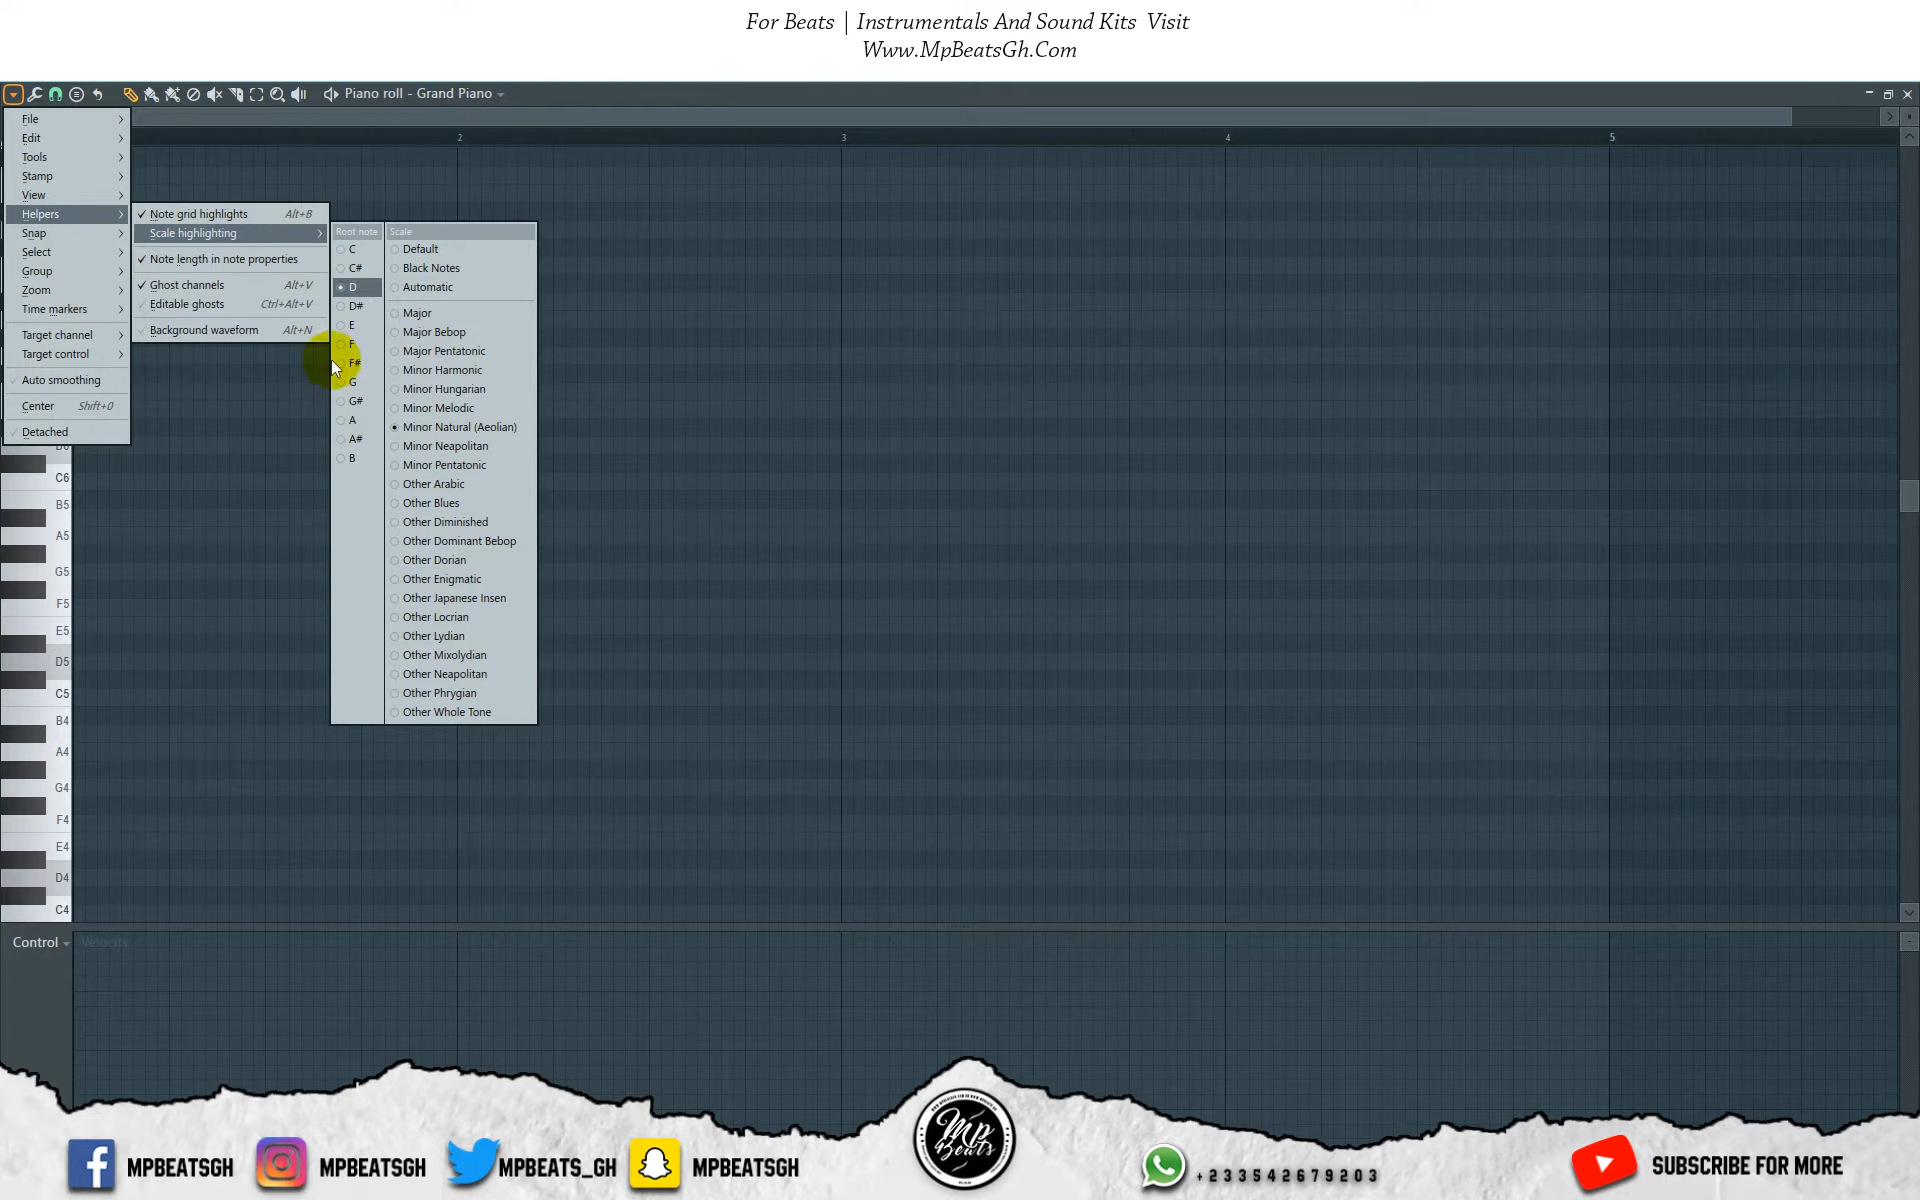 For Beats | Instrumentals And Sound Kits Visit
Www.MpBeatsGh.Com
Piano roll - Grand Piano
2 3 4 5
File
Edit
Tools
Stamp
View
Helpers
Snap
Select
Group
Zoom
Time markers
Target channel
Target control
Auto smoothing
Center Shift+0
Detached
Note grid highlights Alt+B
Scale highlighting
Note length in note properties
Ghost channels Alt+V
Editable ghosts Ctrl+Alt+V
Background waveform Alt+N
Root note
C
C#
D
D#
E
F
F#
G
G#
A
A#
B
Scale
Default
Black Notes
Automatic
Major
Major Bebop
Major Pentatonic
Minor Harmonic
Minor Hungarian
Minor Melodic
Minor Natural (Aeolian)
Minor Neapolitan
Minor Pentatonic
Other Arabic
Other Blues
Other Diminished
Other Dominant Bebop
Other Dorian
Other Enigmatic
Other Japanese Insen
Other Locrian
Other Lydian
Other Mixolydian
Other Neapolitan
Other Phrygian
Other Whole Tone
D6
C6
B5
A5
G5
F5
E5
D5
C5
B4
A4
G4
F4
E4
D4
C4
Control
Velocity
Mp
Beats
MPBEATSGH
MPBEATSGH
MPBEATS_GH
MPBEATSGH
+233542679203
SUBSCRIBE FOR MORE